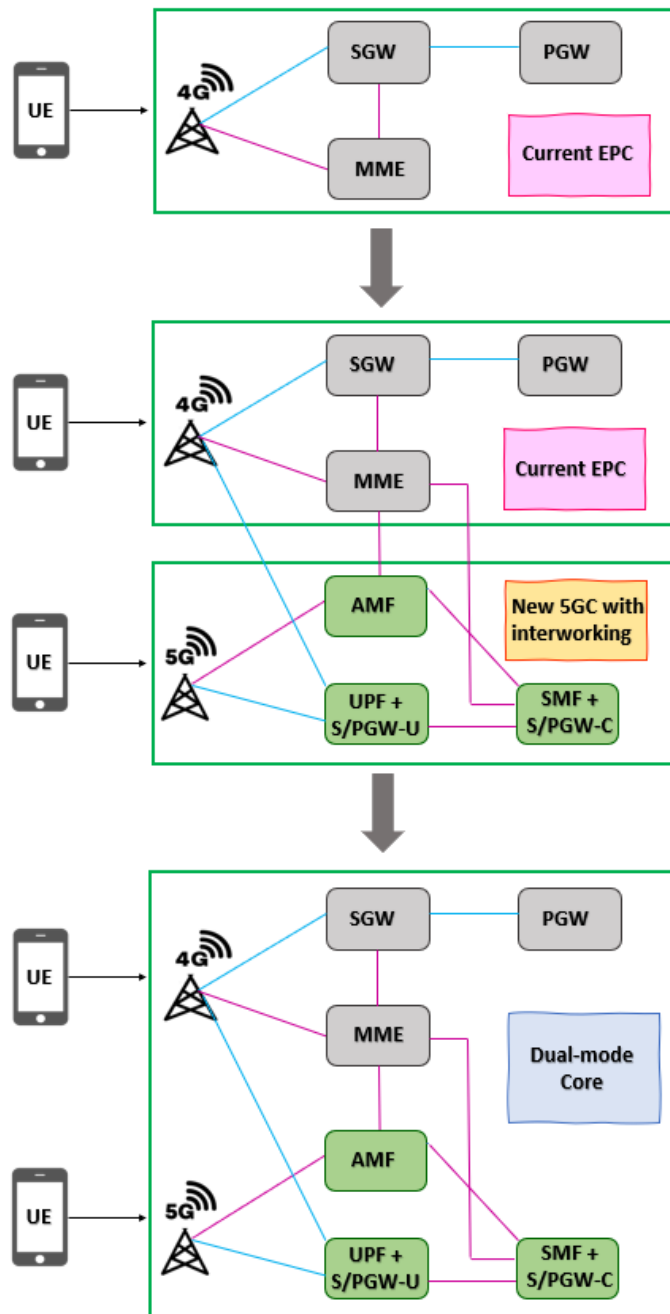 SGW
PGW
4G
UE
MME
Current EPC
SGW
PGW
4G
UE
MME
Current EPC
AMF
New 5GC with
interworking
5G
UE
UPF +
S/PGW-U
SMF +
S/PGW-C
SGW
PGW
4G
UE
MME
Dual-mode
Core
AMF
5G
UE
UPF +
S/PGW-U
SMF +
S/PGW-C